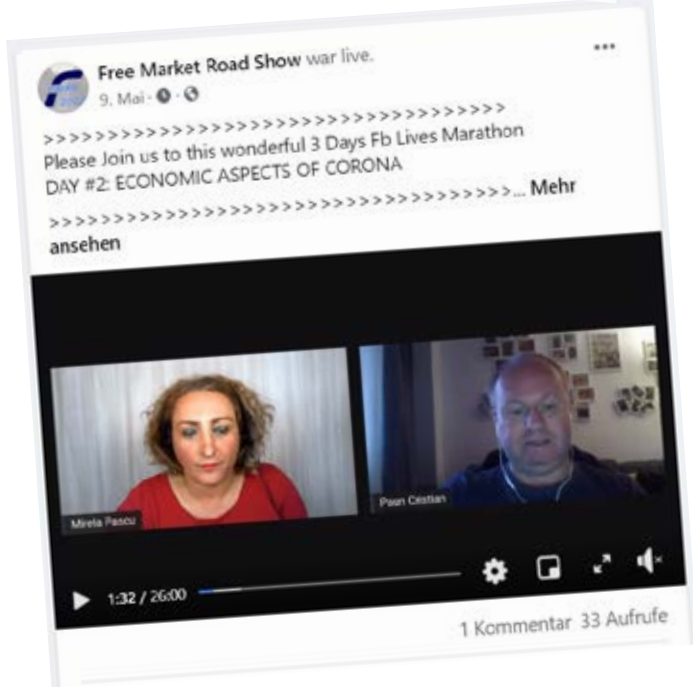 Free Market Road Show war live.
9. Mai ·
>>>>>>>>>>>>>>>>>>>>>>>>>>>>>>>>>>>>
Please Join us to this wonderful 3 Days Fb Lives Marathon
DAY #2: ECONOMIC ASPECTS OF CORONA
>>>>>>>>>>>>>>>>>>>>>>>>>>>>>>>>>>>>... Mehr
ansehen
Mirela Pascu
Paun Cristian
1:32 / 26:00
1 Kommentar 33 Aufrufe